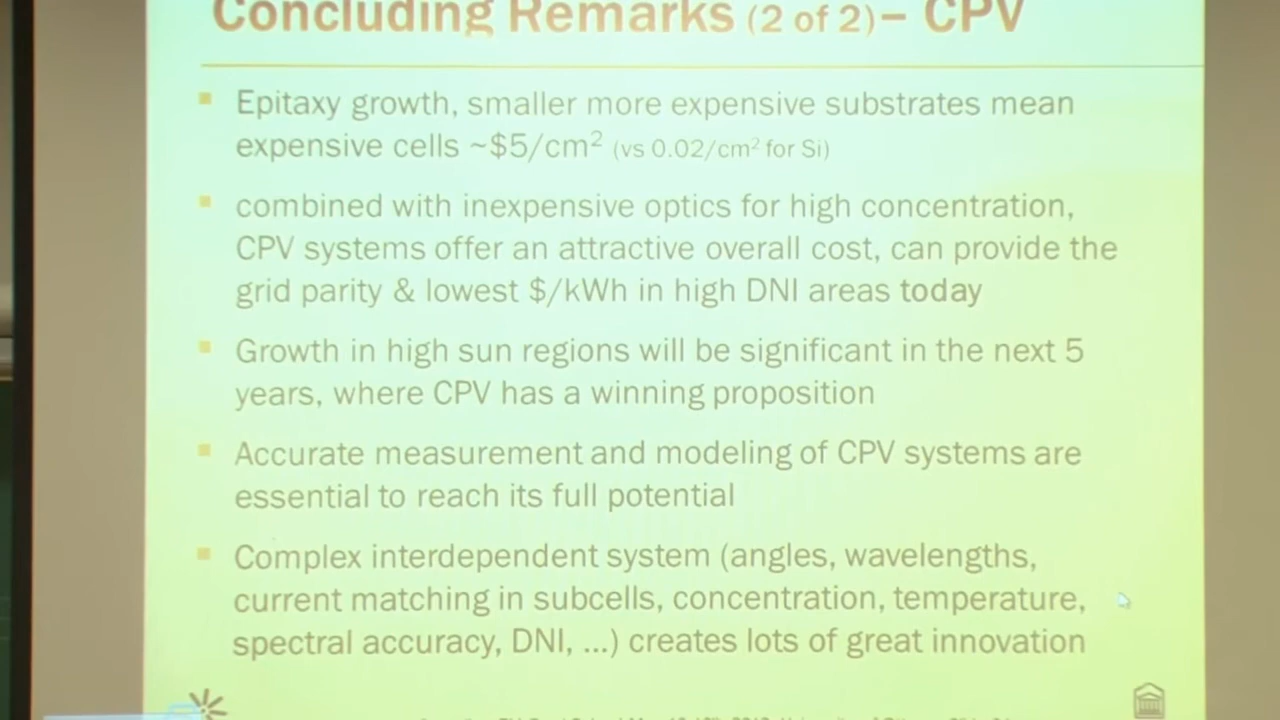 Concluding Remarks (2 of 2)– CPV
Epitaxy growth, smaller more expensive substrates mean
expensive cells ~$5/cm² (vs 0.02/cm² for Si)
combined with inexpensive optics for high concentration,
CPV systems offer an attractive overall cost, can provide the
grid parity & lowest $/kWh in high DNI areas today
Growth in high sun regions will be significant in the next 5
years, where CPV has a winning proposition
Accurate measurement and modeling of CPV systems are
essential to reach its full potential
Complex interdependent system (angles, wavelengths,
current matching in subcells, concentration, temperature,
spectral accuracy, DNI, ...) creates lots of great innovation